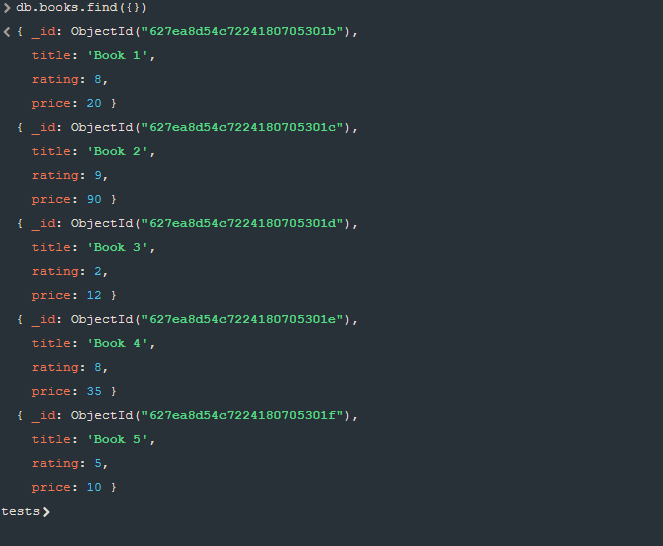 > db.books.find({})
< { _id: ObjectId("627ea8d54c7224180705301b"),
title: 'Book 1',
rating: 8,
price: 20 }
{ _id: ObjectId("627ea8d54c7224180705301c"),
title: 'Book 2',
rating: 9,
price: 90 }
{ _id: ObjectId("627ea8d54c7224180705301d"),
title: 'Book 3',
rating: 2,
price: 12 }
{ _id: ObjectId("627ea8d54c7224180705301e"),
title: 'Book 4',
rating: 8,
price: 35 }
{ _id: ObjectId("627ea8d54c7224180705301f"),
title: 'Book 5',
rating: 5,
price: 10 }
tests>